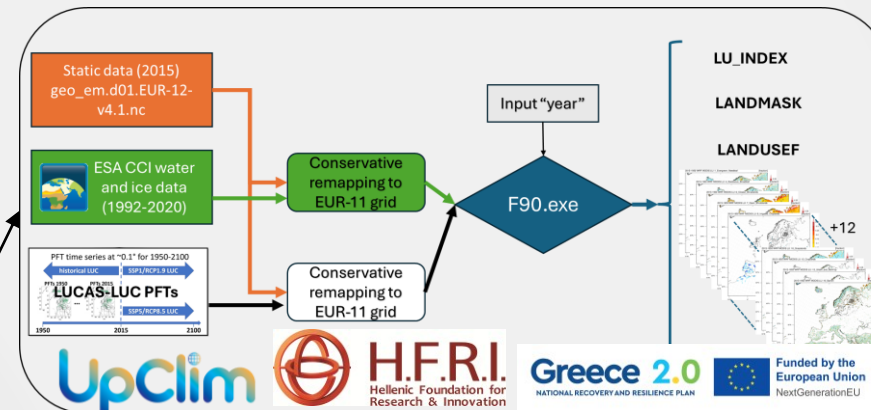 Static data (2015)
geo_em.d01.EUR-12-
v4.1.nc
ESA CCI water
and ice data
(1992-2020)
PFT time series at ~0.1° for 1950-2100
historical LUC
SSP1/RCP1.9 LUC
PFTs 1950
PFTs 2015
LUCAS-LUC PFTs
SSP5/RCP8.5 LUC
1950
2015
2100
Conservative
remapping to
EUR-11 grid
Conservative
remapping to
EUR-11 grid
Input “year”
F90.exe
LU_INDEX
LANDMASK
LANDUSEF
+12
UpClim
H.F.R.I.
Hellenic Foundation for
Research & Innovation
Greece 2.0
NATIONAL RECOVERY AND RESILIENCE PLAN
Funded by the
European Union
NextGenerationEU